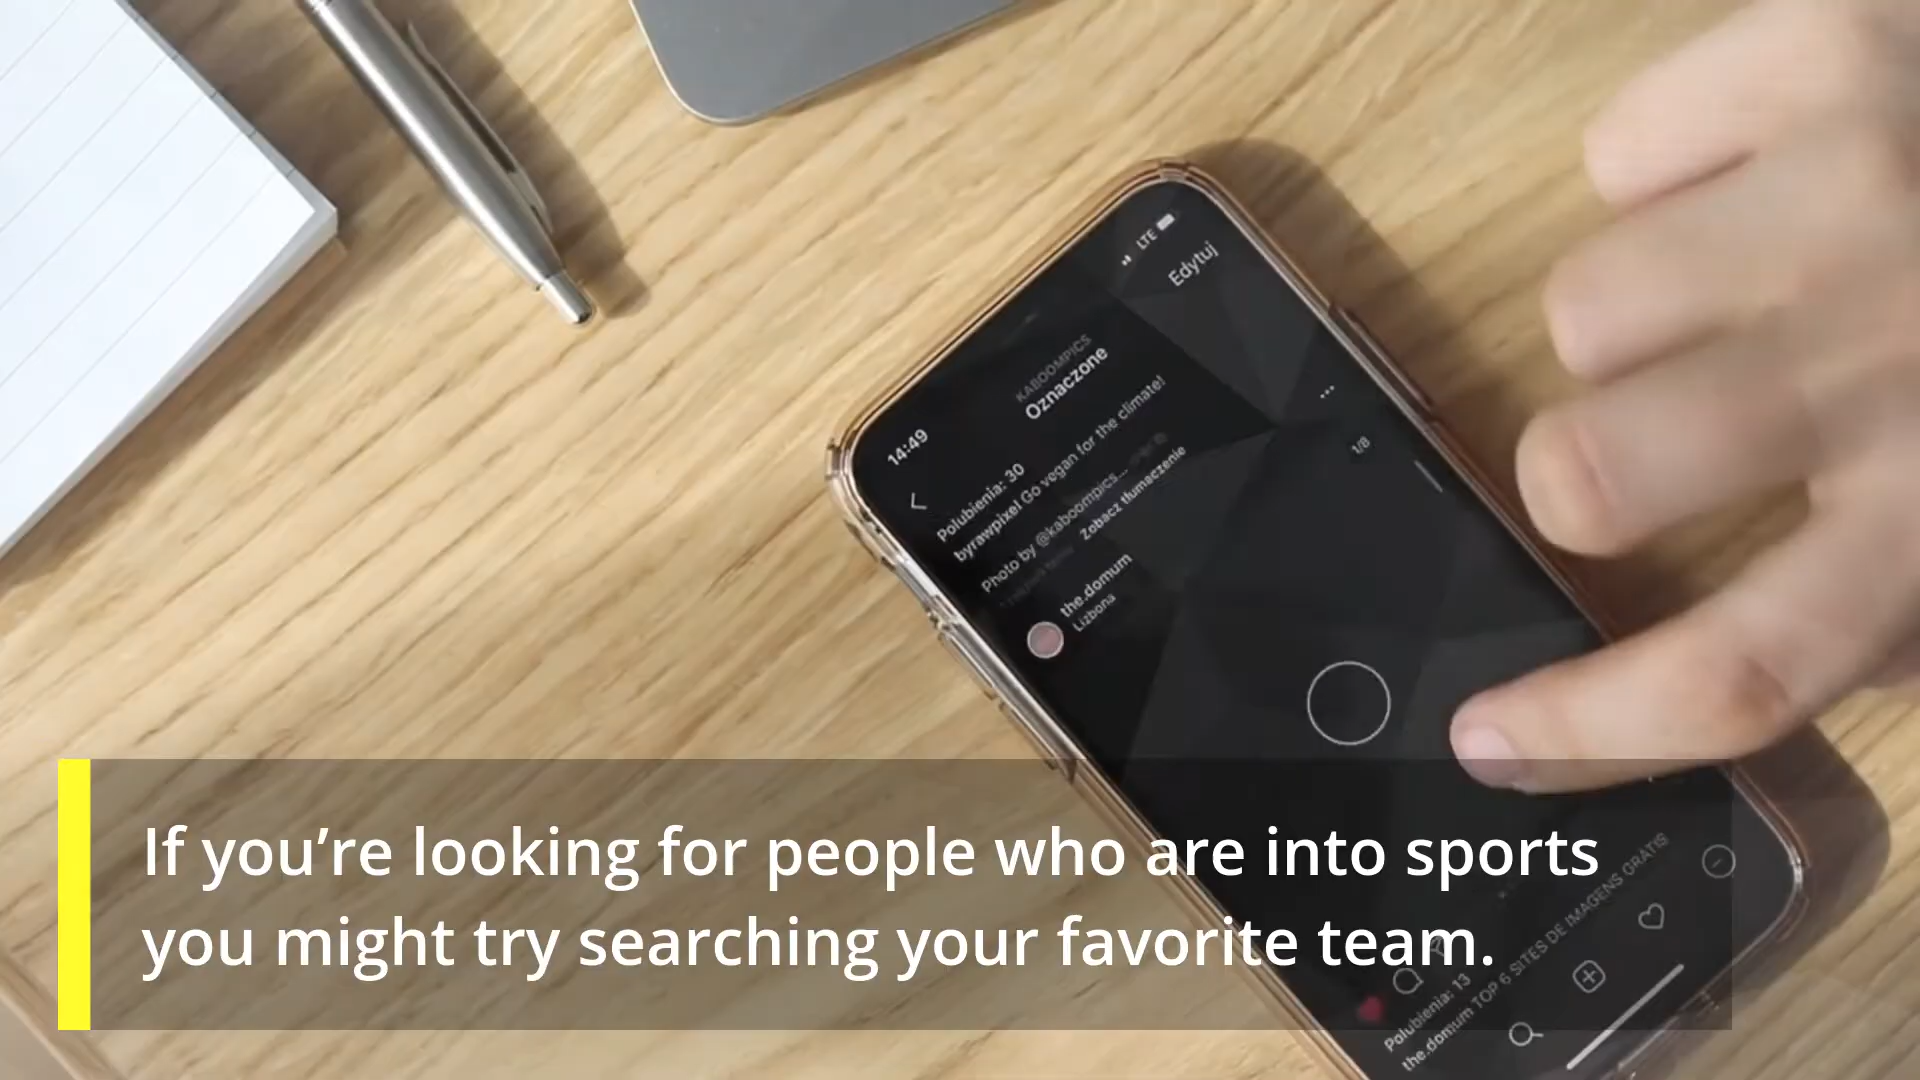 LTE
Edytuj
KABOOMPICS
Oznaczone
14:49
Polubienia: 30
byrawpixel Go vegan for the climate!
Photo by @kaboompics...
Zobacz tłumaczenie
the.domum
Lizbona
1/8
If you’re looking for people who are into sports
you might try searching your favorite team.
Polubienia: 13
the.domum TOP 6 SITES DE IMAGENS GRATIS